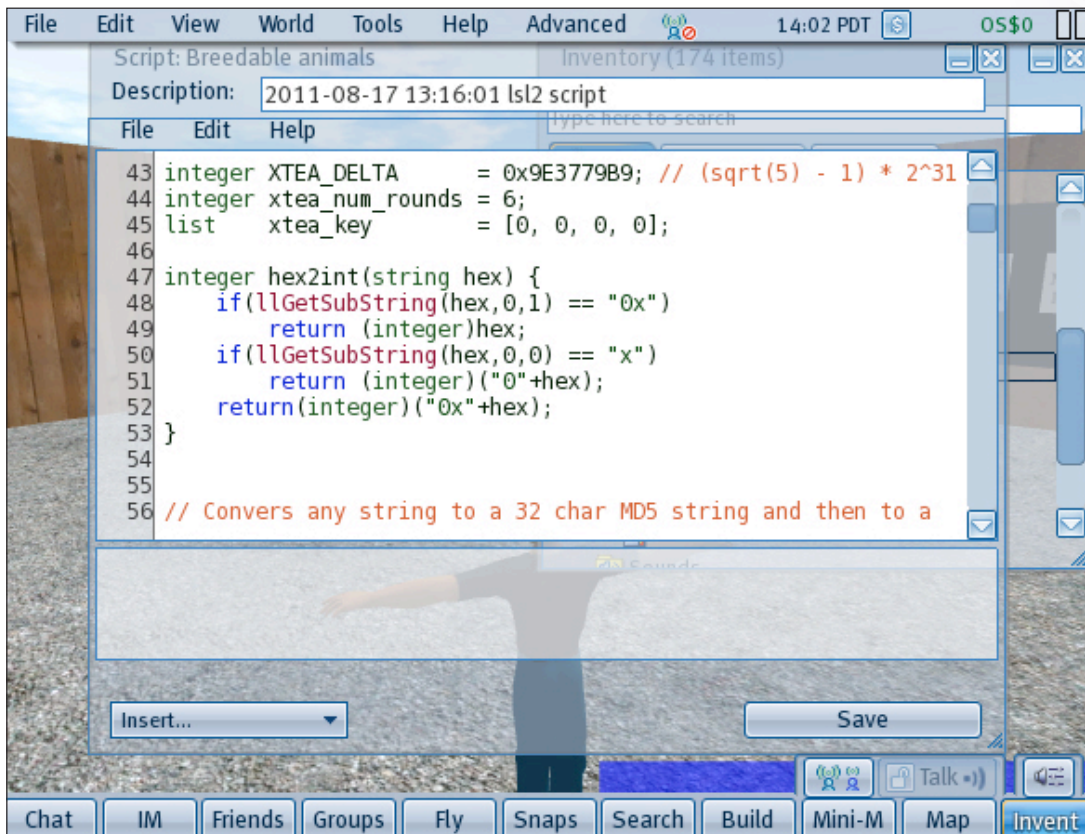 File Edit View World Tools Help Advanced 14:02 PDT OS$0
Script: Breedable animals
Inventory (174 items)
Description: 2011-08-17 13:16:01 lsl2 script
Type here to search
File Edit Help
43 integer XTEA_DELTA      = 0x9E3779B9; // (sqrt(5) - 1) * 2^31
44 integer xtea_num_rounds = 6;
45 list    xtea_key        = [0, 0, 0, 0];
46
47 integer hex2int(string hex) {
48     if(llGetSubString(hex,0,1) == "0x")
49         return (integer)hex;
50     if(llGetSubString(hex,0,0) == "x")
51         return (integer)("0"+hex);
52     return(integer)("0x"+hex);
53 }
54
55
56 // Convers any string to a 32 char MD5 string and then to a
Sounds
Insert... Save
Talk
Chat IM Friends Groups Fly Snaps Search Build Mini-M Map Invent